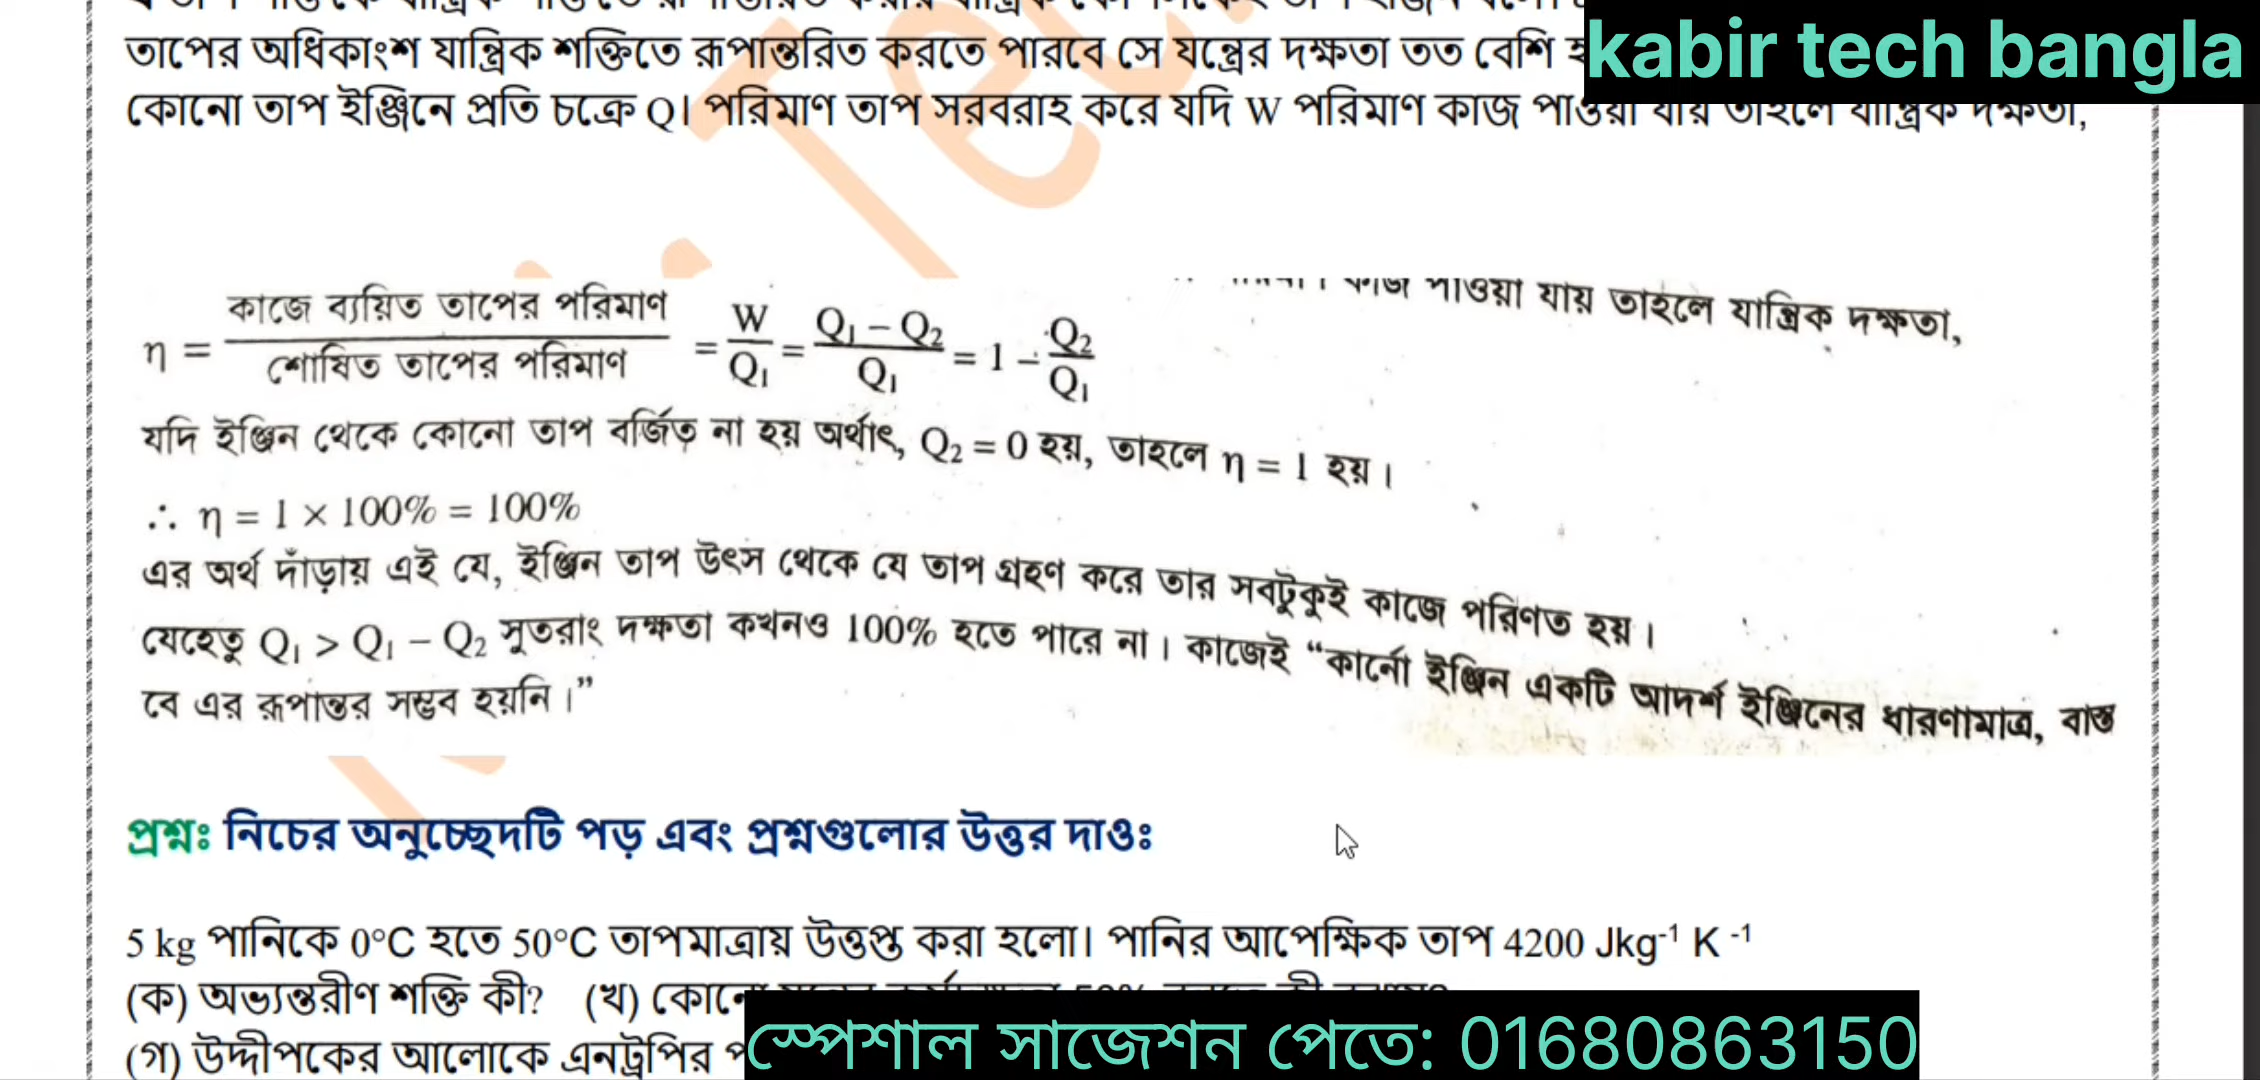 তাপের অধিকাংশ যান্ত্রিক শক্তিতে রূপান্তরিত করতে পারবে সে যন্ত্রের দক্ষতা তত বেশি
kabir tech bangla
কোনো তাপ ইঞ্জিনে প্রতি চক্রে Q। পরিমাণ তাপ সরবরাহ করে যদি W পরিমাণ কাজ পাওয়া যায় তাহলে যান্ত্রিক দক্ষতা,
কাজ পাওয়া যায় তাহলে যান্ত্রিক দক্ষতা,
η = কাজে ব্যয়িত তাপের পরিমাণ / শোষিত তাপের পরিমাণ = W/Q₁ = Q₁ − Q₂/Q₁ = 1 − Q₂/Q₁
যদি ইঞ্জিন থেকে কোনো তাপ বর্জিত না হয় অর্থাৎ, Q₂ = 0 হয়, তাহলে η = 1 হয়।
∴ η = 1 × 100% = 100%
এর অর্থ দাঁড়ায় এই যে, ইঞ্জিন তাপ উৎস থেকে যে তাপ গ্রহণ করে তার সবটুকুই কাজে পরিণত হয়।
যেহেতু Q₁ > Q₁ − Q₂ সুতরাং দক্ষতা কখনও 100% হতে পারে না। কাজেই “কার্নো ইঞ্জিন একটি আদর্শ ইঞ্জিনের ধারণামাত্র, বাস্ত
বে এর রূপান্তর সম্ভব হয়নি।”
প্রশ্নঃ নিচের অনুচ্ছেদটি পড় এবং প্রশ্নগুলোর উত্তর দাওঃ
5 kg পানিকে 0°C হতে 50°C তাপমাত্রায় উত্তপ্ত করা হলো। পানির আপেক্ষিক তাপ 4200 Jkg⁻¹ K ⁻¹
(ক) অভ্যন্তরীণ শক্তি কী? (খ)
(গ) উদ্দীপকের আলোকে এনট্রপির
স্পেশাল সাজেশন পেতে: 01680863150